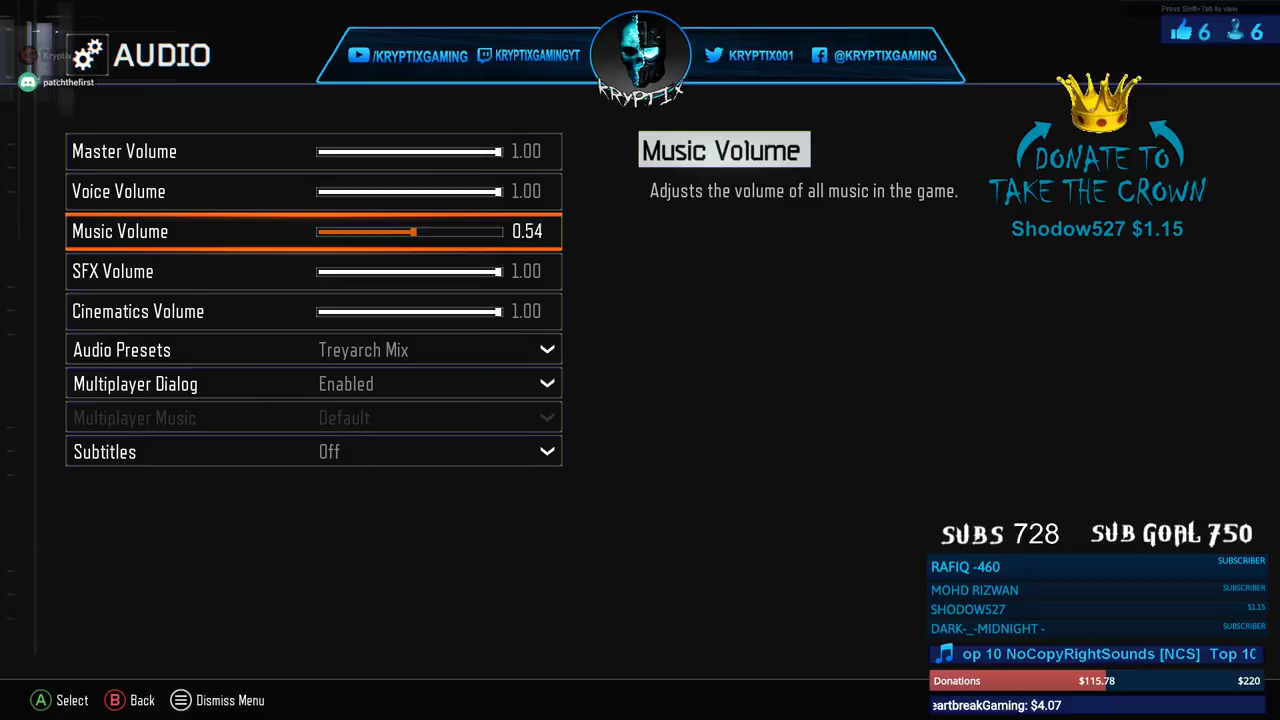 Press Shift+Tab to view
6 6
AUDIO
patchthefirst
/KRYPTIXGAMING KRYPTIXGAMINGYT
KRYPTIX
KRYPTIX001 @KRYPTIXGAMING
Master Volume 1.00
Voice Volume 1.00
Music Volume 0.54
SFX Volume 1.00
Cinematics Volume 1.00
Audio Presets Treyarch Mix
Multiplayer Dialog Enabled
Multiplayer Music Default
Subtitles Off
Music Volume
Adjusts the volume of all music in the game.
DONATE TO
TAKE THE CROWN
Shodow527 $1.15
SUBS 728 SUB GOAL 750
RAFIQ -460 SUBSCRIBER
MOHD RIZWAN SUBSCRIBER
SHODOW527 $1.15
DARK-_-MIDNIGHT - SUBSCRIBER
op 10 NoCopyRightSounds [NCS] Top 10
Donations $115.78 $220
eartbreakGaming: $4.07
A Select B Back Dismiss Menu